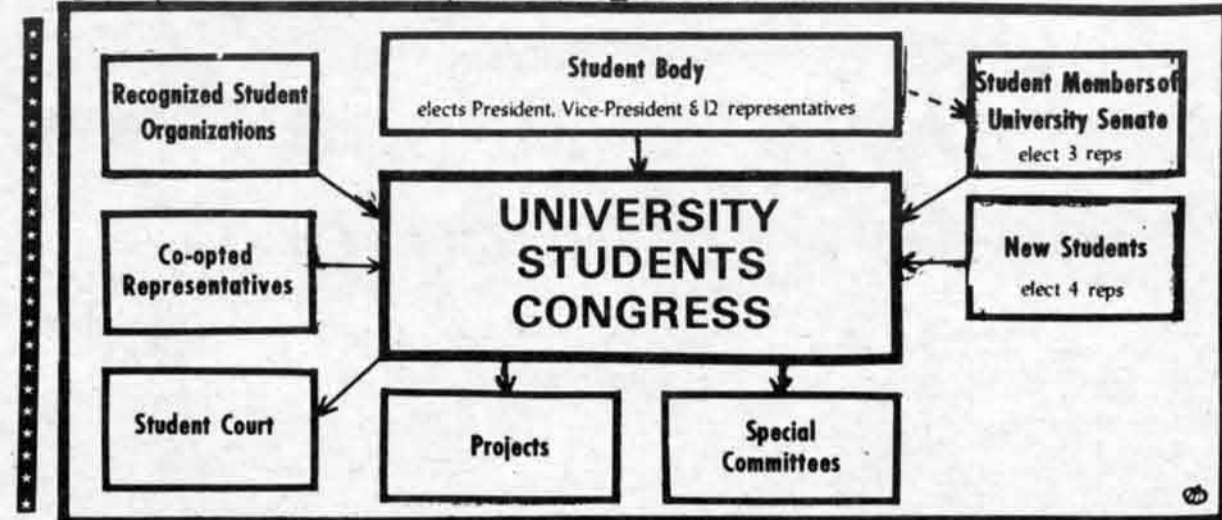 Recognized Student
Organizations
Student Body
elects President, Vice-President & 12 representatives
Student Members of
University Senate
elect 3 reps
Co-opted
Representatives
UNIVERSITY
STUDENTS
CONGRESS
New Students
elect 4 reps
Student Court
Projects
Special
Committees